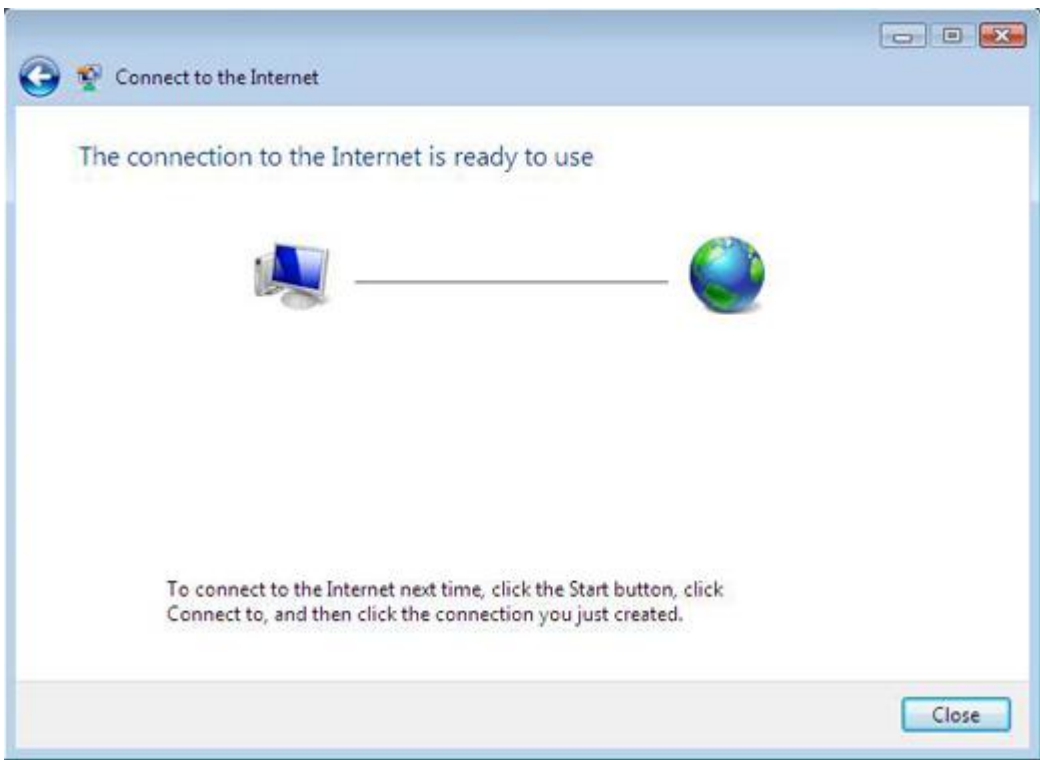 Connect to the Internet
The connection to the Internet is ready to use
To connect to the Internet next time, click the Start button, click
Connect to, and then click the connection you just created.
Close